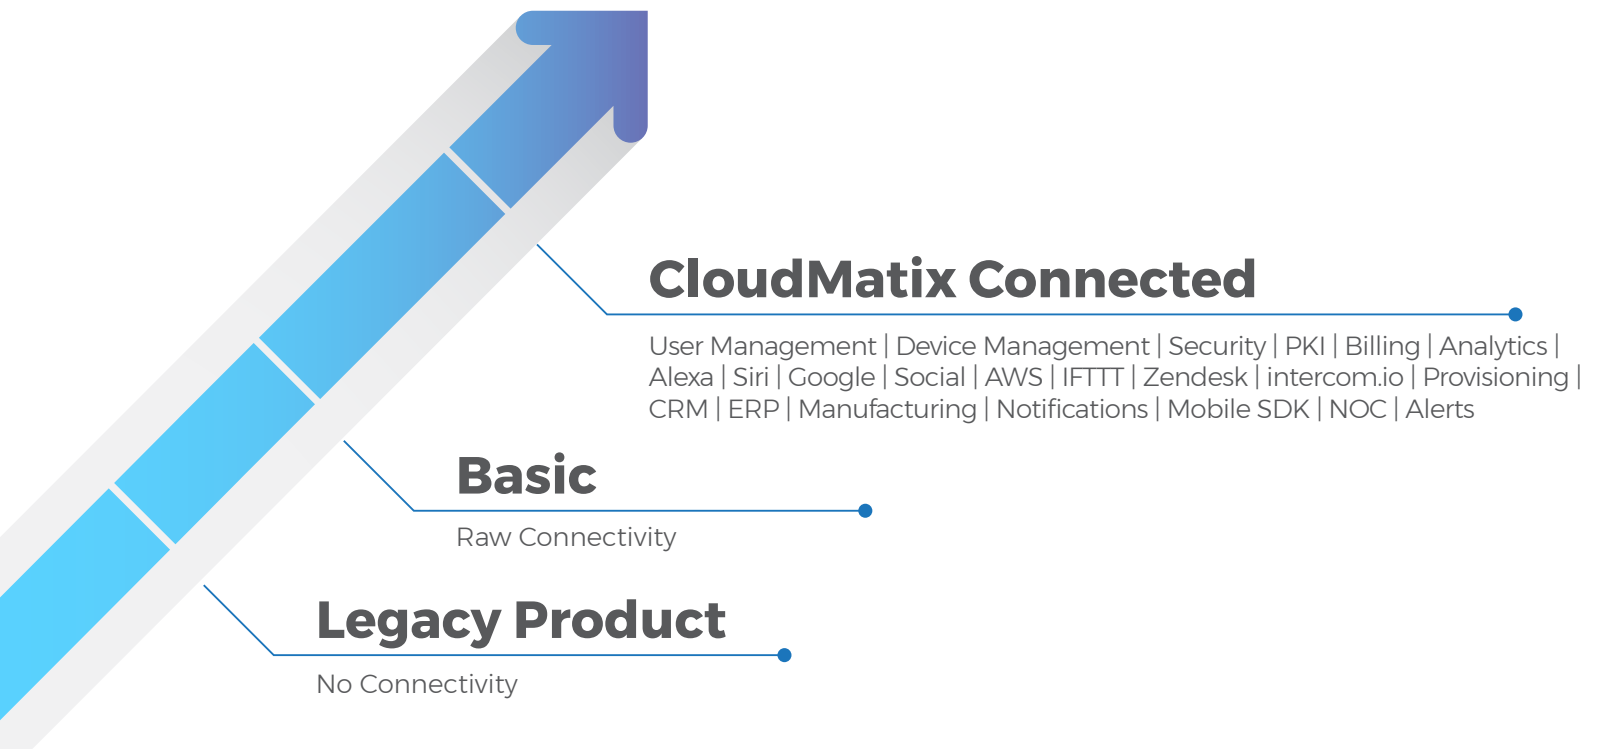 CloudMatix Connected
User Management | Device Management | Security | PKI | Billing | Analytics |
Alexa | Siri | Google | Social | AWS | IFTTT | Zendesk | intercom.io | Provisioning |
CRM | ERP | Manufacturing | Notifications | Mobile SDK | NOC | Alerts
Basic
Raw Connectivity
Legacy Product
No Connectivity